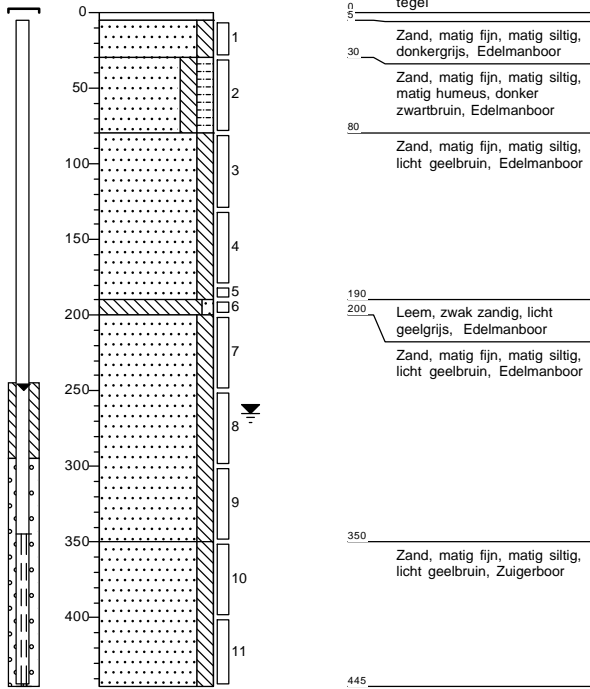 0
50
100
150
200
250
300
350
400
1
2
3
4
5
6
7
8
9
10
11
0
tegel
5
Zand, matig fijn, matig siltig,
donkergrijs, Edelmanboor
30
Zand, matig fijn, matig siltig,
matig humeus, donker
zwartbruin, Edelmanboor
80
Zand, matig fijn, matig siltig,
licht geelbruin, Edelmanboor
190
Leem, zwak zandig, licht
geelgrijs, Edelmanboor
200
Zand, matig fijn, matig siltig,
licht geelbruin, Edelmanboor
350
Zand, matig fijn, matig siltig,
licht geelbruin, Zuigerboor
445